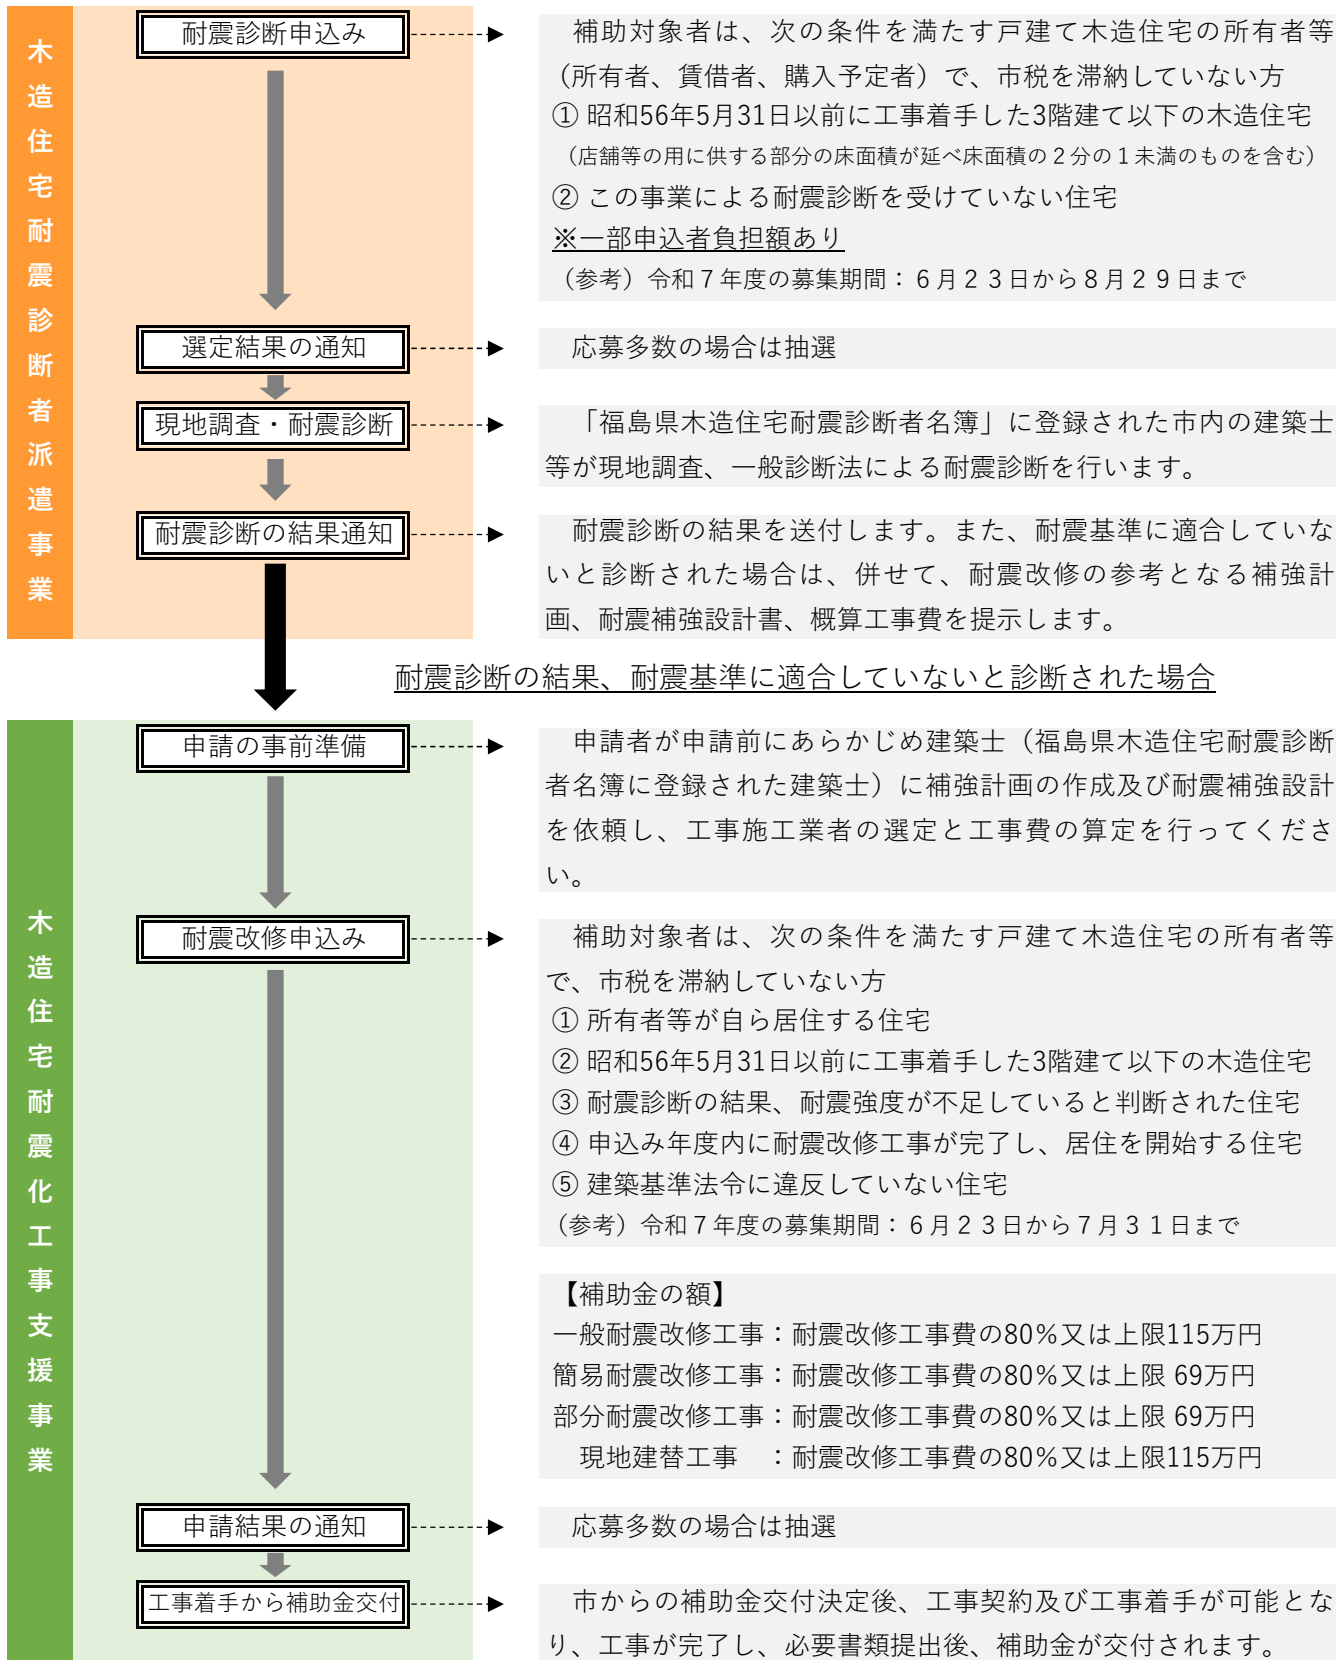 木造住宅耐震診断者派遣事業
耐震診断申込み
補助対象者は、次の条件を満たす戸建て木造住宅の所有者等
（所有者、賃借者、購入予定者）で、市税を滞納していない方
① 昭和56年5月31日以前に工事着手した3階建て以下の木造住宅
（店舗等の用に供する部分の床面積が延べ床面積の２分の１未満のものを含む）
② この事業による耐震診断を受けていない住宅
※一部申込者負担額あり
（参考）令和７年度の募集期間：６月２３日から８月２９日まで
選定結果の通知
応募多数の場合は抽選
現地調査・耐震診断
「福島県木造住宅耐震診断者名簿」に登録された市内の建築士
等が現地調査、一般診断法による耐震診断を行います。
耐震診断の結果通知
耐震診断の結果を送付します。また、耐震基準に適合していな
いと診断された場合は、併せて、耐震改修の参考となる補強計
画、耐震補強設計書、概算工事費を提示します。
耐震診断の結果、耐震基準に適合していないと診断された場合
木造住宅耐震化工事支援事業
申請の事前準備
申請者が申請前にあらかじめ建築士（福島県木造住宅耐震診断
者名簿に登録された建築士）に補強計画の作成及び耐震補強設計
を依頼し、工事施工業者の選定と工事費の算定を行ってくださ
い。
耐震改修申込み
補助対象者は、次の条件を満たす戸建て木造住宅の所有者等
で、市税を滞納していない方
① 所有者等が自ら居住する住宅
② 昭和56年5月31日以前に工事着手した3階建て以下の木造住宅
③ 耐震診断の結果、耐震強度が不足していると判断された住宅
④ 申込み年度内に耐震改修工事が完了し、居住を開始する住宅
⑤ 建築基準法令に違反していない住宅
（参考）令和７年度の募集期間：６月２３日から７月３１日まで
【補助金の額】
一般耐震改修工事：耐震改修工事費の80％又は上限115万円
簡易耐震改修工事：耐震改修工事費の80％又は上限 69万円
部分耐震改修工事：耐震改修工事費の80％又は上限 69万円
現地建替工事　：耐震改修工事費の80％又は上限115万円
申請結果の通知
応募多数の場合は抽選
工事着手から補助金交付
市からの補助金交付決定後、工事契約及び工事着手が可能とな
り、工事が完了し、必要書類提出後、補助金が交付されます。